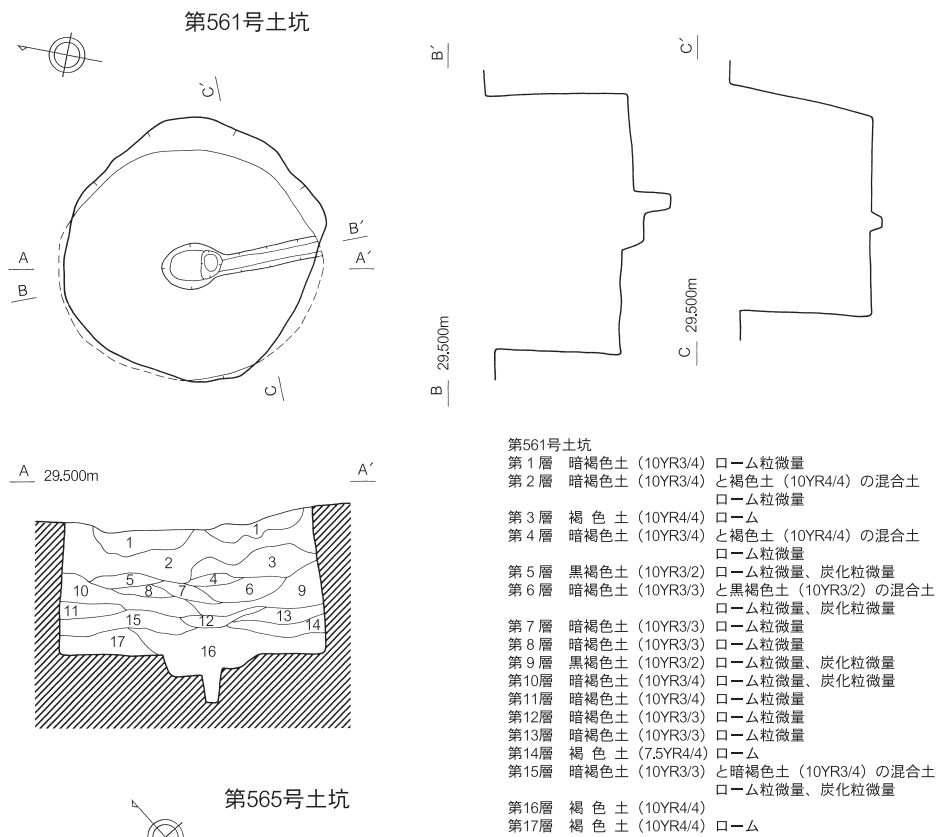 第561号土坑
B′
C′
C′
B′
A
A′
B
C
B 29.500m
C 29.500m
A 29.500m
A′
1
1
2
3
5
4
10
8
7
6
9
11
15
12
13
14
17
16
第561号土坑
第1層 暗褐色土（10YR3/4）ローム粒微量
第2層 暗褐色土（10YR3/4）と褐色土（10YR4/4）の混合土
ローム粒微量
第3層 褐 色 土（10YR4/4）ローム
第4層 暗褐色土（10YR3/4）と褐色土（10YR4/4）の混合土
ローム粒微量
第5層 黒褐色土（10YR3/2）ローム粒微量、炭化粒微量
第6層 暗褐色土（10YR3/3）と黒褐色土（10YR3/2）の混合土
ローム粒微量、炭化粒微量
第7層 暗褐色土（10YR3/3）ローム粒微量
第8層 暗褐色土（10YR3/3）ローム粒微量
第9層 黒褐色土（10YR3/2）ローム粒微量、炭化粒微量
第10層 暗褐色土（10YR3/4）ローム粒微量、炭化粒微量
第11層 暗褐色土（10YR3/4）ローム粒微量
第12層 暗褐色土（10YR3/3）ローム粒微量
第13層 暗褐色土（10YR3/3）ローム粒微量
第14層 褐 色 土（7.5YR4/4）ローム
第15層 暗褐色土（10YR3/3）と暗褐色土（10YR3/4）の混合土
ローム粒微量、炭化粒微量
第16層 褐 色 土（10YR4/4）
第17層 褐 色 土（10YR4/4）ローム
第565号土坑